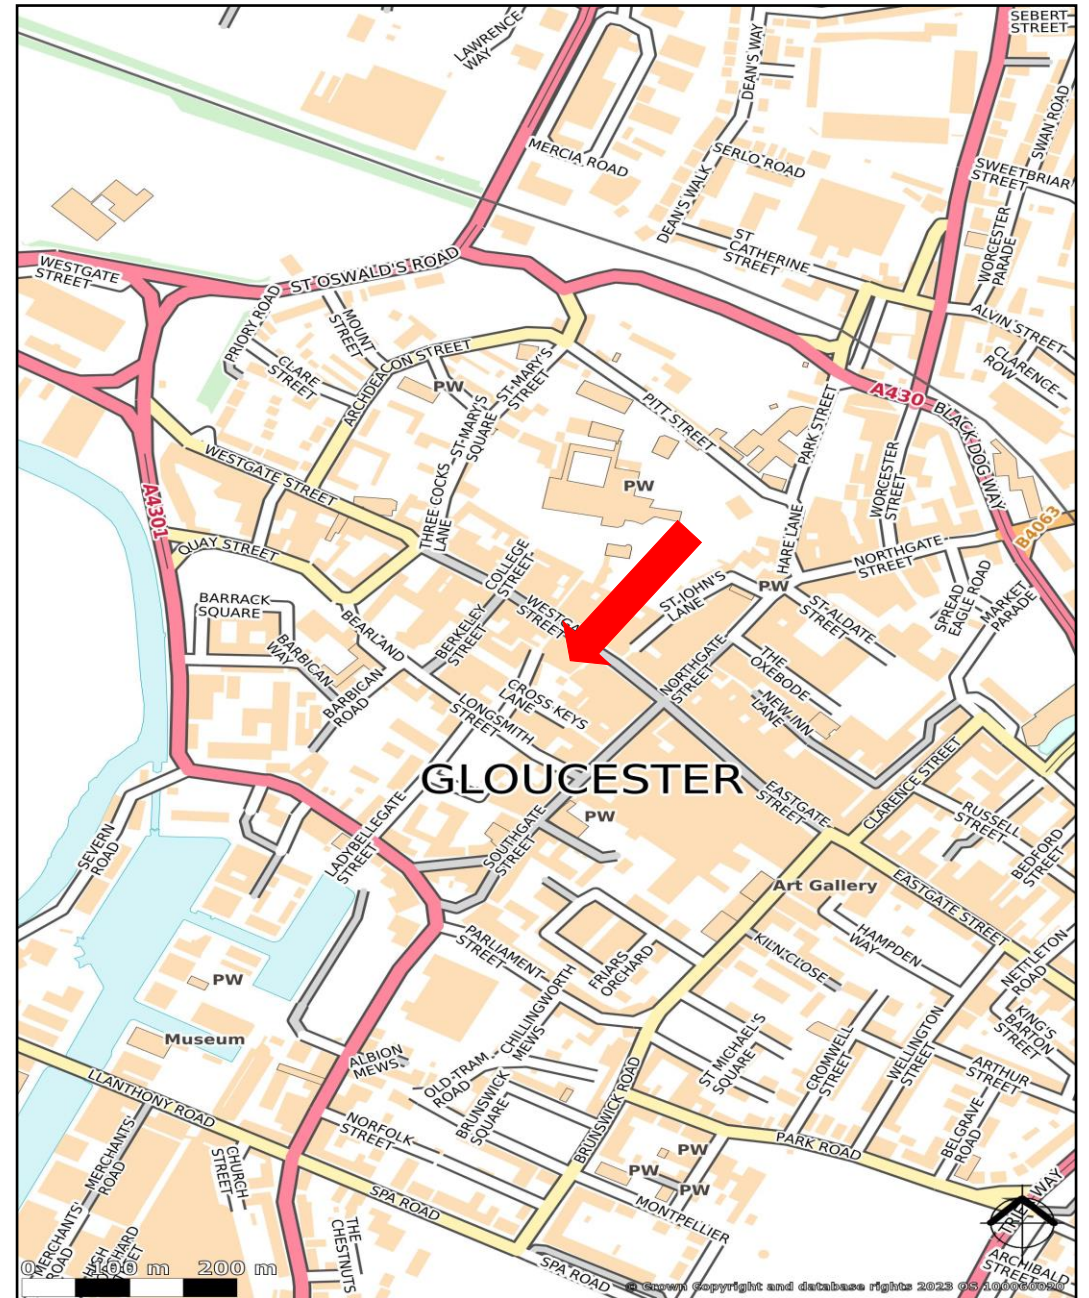 SEBERT
STREET
LAWRENCE
WAY
DEAN'S WAY
SWAN ROAD
MERCIA ROAD
SERLO ROAD
SWEETBRIAR
STREET
DEAN'S WALK
WORCESTER
PARADE
ST
CATHERINE
STREET
WESTGATE
STREET
ST OSWALD'S ROAD
PRIORY ROAD
MOUNT
STREET
ALVIN STREET
CLARE
STREET
ARCHDEACON STREET
ST-MARY'S
STREET
CLARENCE
ROW
PW
PITT STREET
A430
BLACK DOG WAY
PARK STREET
ST-MARY'S
SQUARE
WESTGATE STREET
THREE COCKS
LANE
PW
WORCESTER
STREET
A4301
B4063
QUAY STREET
COLLEGE
STREET
HARE LANE
NORTHGATE
STREET
BARRACK
SQUARE
BEARLAND
BERKELEY
STREET
WESTGA
STREET
ST-JOHN'S
LANE
PW
ST-ALDATE
STREET
SPREAD
EAGLE ROAD
MARKET
PARADE
BARBICAN
WAY
BARBICAN
ROAD
CROSS KEYS
LANE
NORTHGATE
STREET
THE
OXEBODE
LONGSMITH
STREET
NEW INN
LANE
GLOUCESTER
EASTGATE
STREET
CLARENCE STREET
SEVERN
ROAD
LADYBELLEGATE
STREET
SOUTHGATE
STREET
PW
RUSSELL
STREET
BEDFORD
STREET
Art Gallery
EASTGATE STREET
PARLIAMENT
STREET
FRIARS
ORCHARD
KILN CLOSE
HAMPDEN
WAY
NETTLETON
ROAD
PW
CHILLINGWORTH
MEWS
KING'S
BARTON
STREET
Museum
ALBION
MEWS
OLD-TRAM
ROAD
ST MICHAEL'S
SQUARE
CROMWELL
STREET
WELLINGTON
STREET
ARTHUR
STREET
LLANTHONY ROAD
BRUNSWICK
SQUARE
BRUNSWICK ROAD
BELGRAVE
ROAD
NORFOLK
STREET
PARK ROAD
MERCHANTS'
ROAD
CHURCH
STREET
PW
PW
PW
SPA ROAD
MONTPELLIER
THE
CHESTNUTS
MERCHANTS'
ROAD
SPA ROAD
ARCHIBALD
STREET
0 100 m 200 m
© Crown Copyright and database rights 2023 OS 100060020